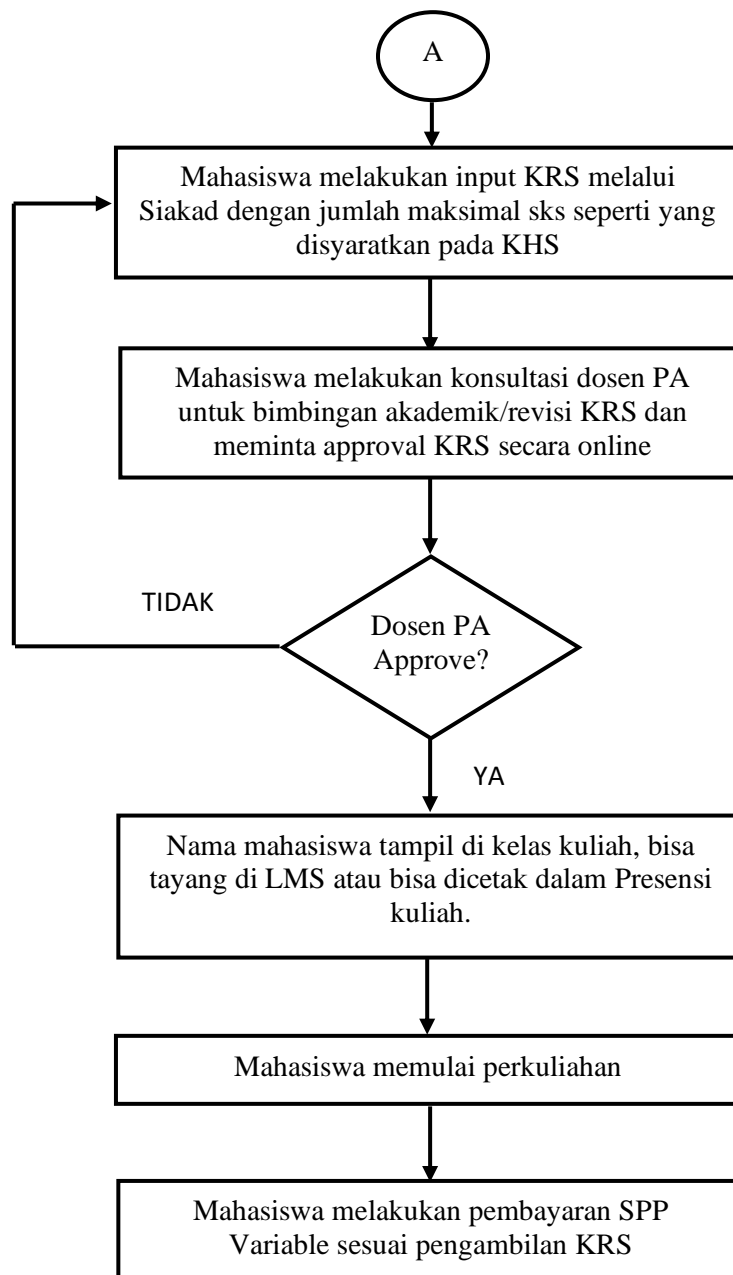 A
Mahasiswa melakukan input KRS melalui
Siakad dengan jumlah maksimal sks seperti yang
disyaratkan pada KHS
Mahasiswa melakukan konsultasi dosen PA
untuk bimbingan akademik/revisi KRS dan
meminta approval KRS secara online
TIDAK
Dosen PA
Approve?
YA
Nama mahasiswa tampil di kelas kuliah, bisa
tayang di LMS atau bisa dicetak dalam Presensi
kuliah.
Mahasiswa memulai perkuliahan
Mahasiswa melakukan pembayaran SPP
Variable sesuai pengambilan KRS